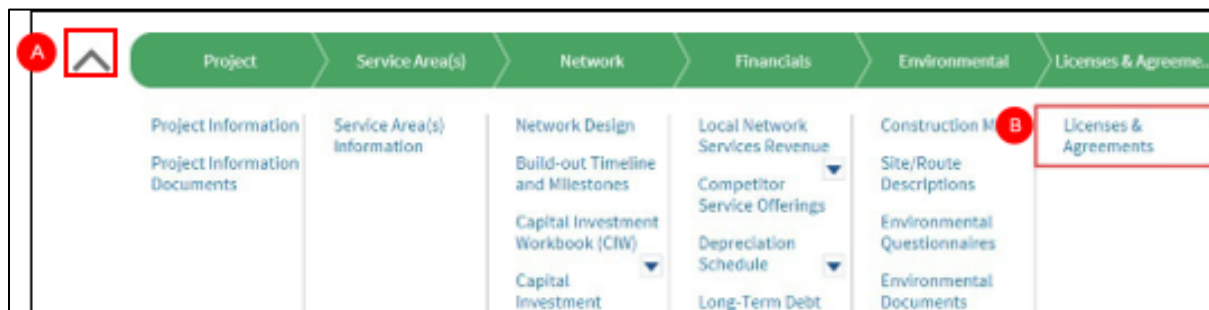 A
Project
Service Area(s)
Network
Financials
Environmental
Licenses & Agreeme..
Project Information
Project Information
Documents
Service Area(s)
Information
Network Design
Build-out Timeline
and Milestones
Capital Investment
Workbook (CIW)
Capital
Investment
Local Network
Services Revenue
Competitor
Service Offerings
Depreciation
Schedule
Long-Term Debt
Construction M
Site/Route
Descriptions
Environmental
Questionnaires
Environmental
Documents
B
Licenses &
Agreements